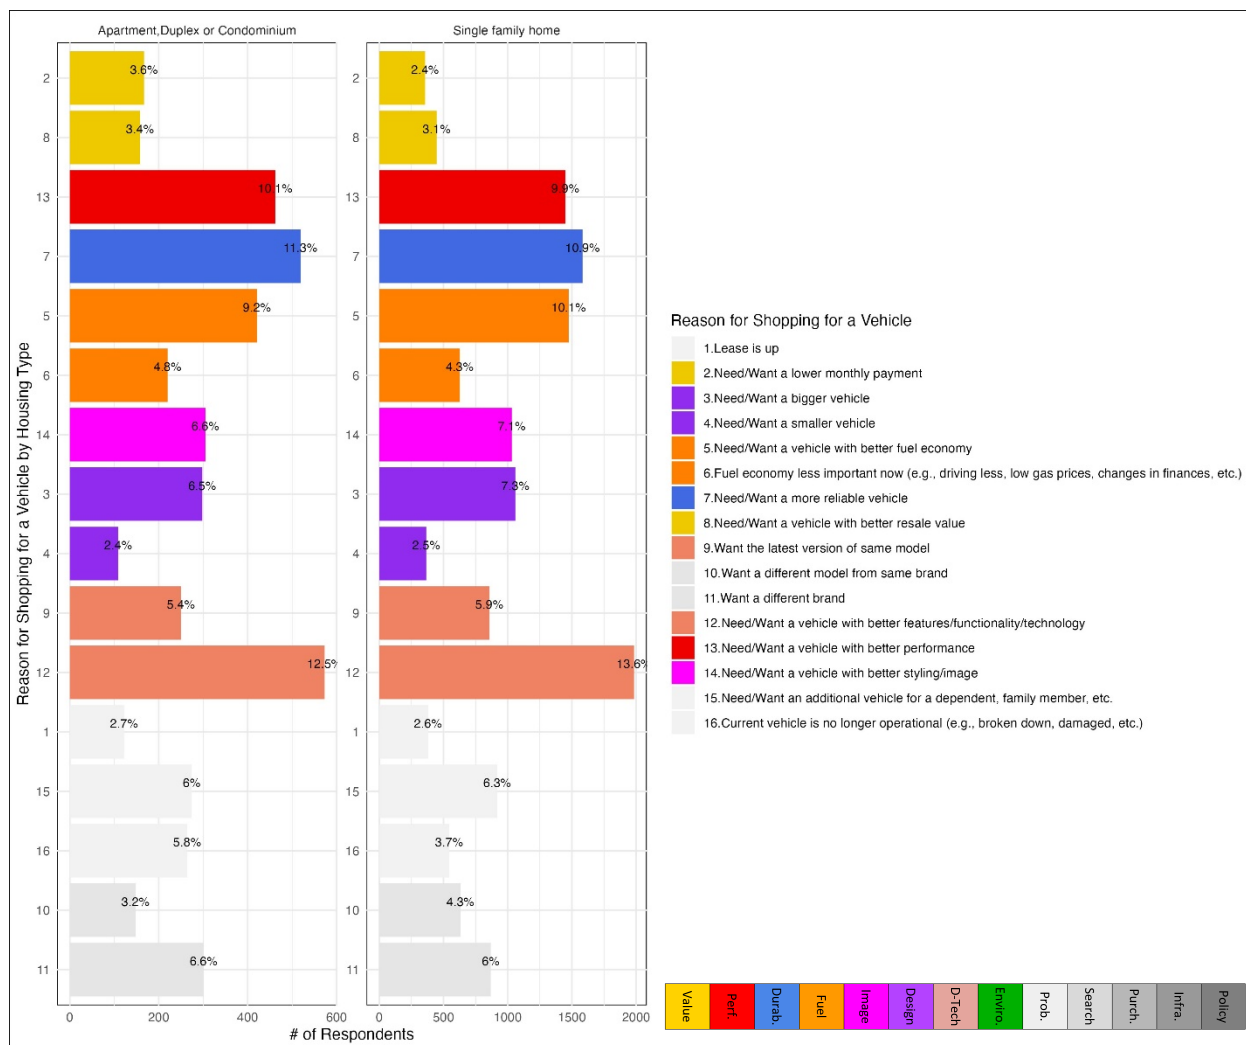 Apartment,Duplex or Condominium
Single family home
Reason for Shopping for a Vehicle by Housing Type
2
3.6%
2
2.4%
8
3.4%
8
3.1%
13
10.1%
13
9.9%
7
11.3%
7
10.9%
5
9.2%
5
10.1%
6
4.8%
6
4.3%
14
6.6%
14
7.1%
3
6.5%
3
7.3%
4
2.4%
4
2.5%
9
5.4%
9
5.9%
12
12.5%
12
13.6%
1
2.7%
1
2.6%
15
6%
15
6.3%
16
5.8%
16
3.7%
10
3.2%
10
4.3%
11
6.6%
11
6%
0 200 400 600
0 500 1000 1500 2000
# of Respondents
Reason for Shopping for a Vehicle
1.Lease is up
2.Need/Want a lower monthly payment
3.Need/Want a bigger vehicle
4.Need/Want a smaller vehicle
5.Need/Want a vehicle with better fuel economy
6.Fuel economy less important now (e.g., driving less, low gas prices, changes in finances, etc.)
7.Need/Want a more reliable vehicle
8.Need/Want a vehicle with better resale value
9.Want the latest version of same model
10.Want a different model from same brand
11.Want a different brand
12.Need/Want a vehicle with better features/functionality/technology
13.Need/Want a vehicle with better performance
14.Need/Want a vehicle with better styling/image
15.Need/Want an additional vehicle for a dependent, family member, etc.
16.Current vehicle is no longer operational (e.g., broken down, damaged, etc.)
Value
Perf.
Durab.
Fuel
Image
Design
D-Tech
Enviro.
Prob.
Search
Purch.
Infra.
Policy